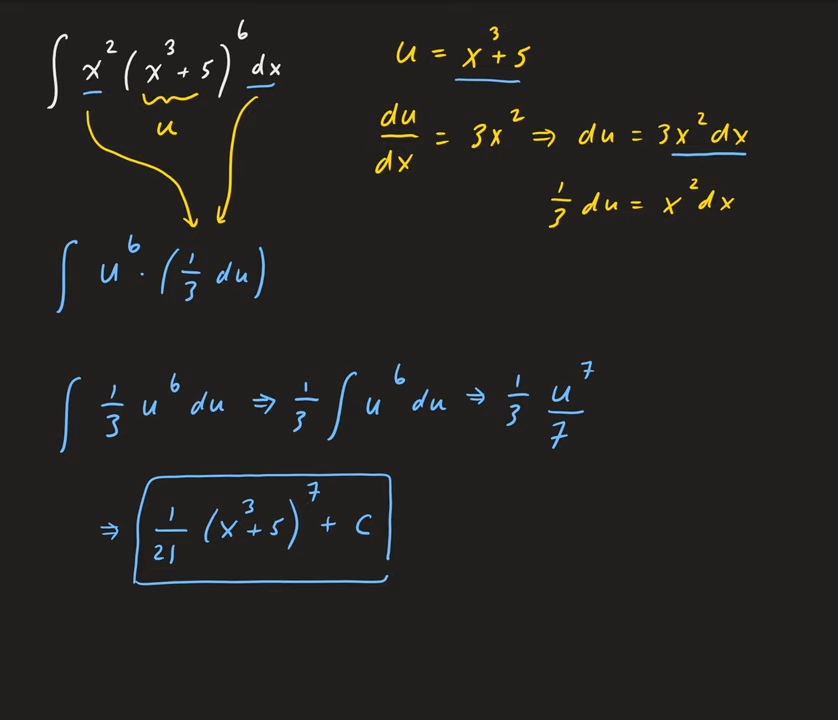 ∫ x² (x³ + 5)⁶ dx
u
u = x³ + 5
du/dx = 3x² ⇒ du = 3x² dx
1/3 du = x² dx
∫ u⁶ · (1/3 du)
∫ 1/3 u⁶ du ⇒ 1/3 ∫ u⁶ du ⇒ 1/3 u⁷/7
⇒ 1/21 (x³ + 5)⁷ + C